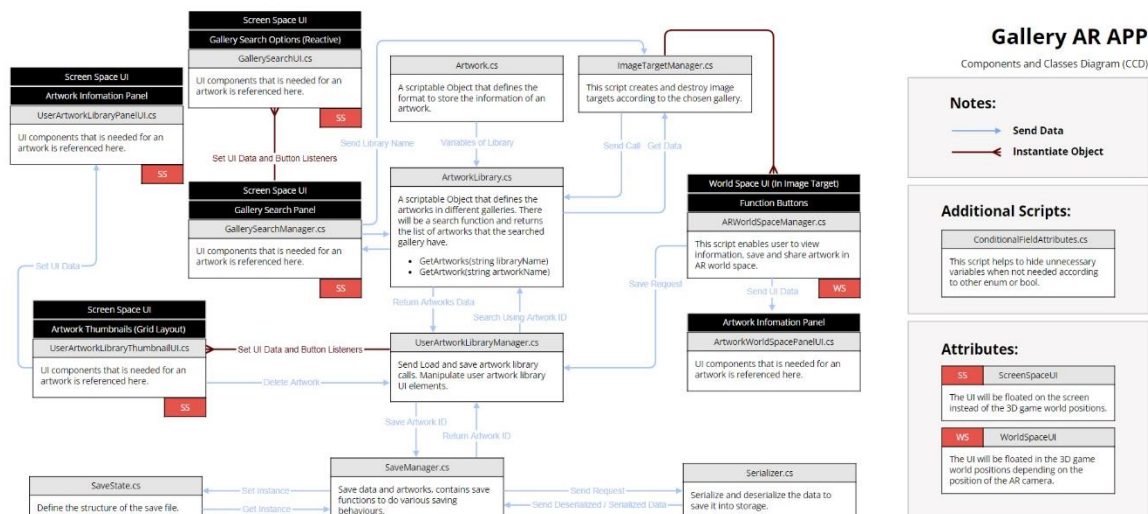 Screen Space UI
Gallery Search Options (Reactive)
GallerySearchUI.cs
UI components that is needed for an
artwork is referenced here.
SS
Screen Space UI
Artwork Infomation Panel
UserArtworkLibraryPanelUI.cs
UI components that is needed for an
artwork is referenced here.
SS
Artwork.cs
A scriptable Object that defines the
format to store the information of an
artwork.
ImageTargetManager.cs
This script creates and destroy image
targets according to the chosen gallery.
Send Library Name
Variables of Library
Send Call
Get Data
Set UI Data and Button Listeners
Screen Space UI
Gallery Search Panel
GallerySearchManager.cs
UI components that is needed for an
artwork is referenced here.
SS
ArtworkLibrary.cs
A scriptable Object that defines the
artworks in different galleries. There
will be a search function and returns
the list of artworks that the searched
gallery have.
• GetArtworks(string libraryName)
• GetArtwork(string artworkName)
World Space UI (In Image Target)
Function Buttons
ARWorldSpaceManager.cs
This script enables user to view
information, save and share artwork in
AR world space.
WS
Set UI Data
Save Request
Send UI Data
Return Artworks Data
Search Using Artwork ID
Screen Space UI
Artwork Thumbnails (Grid Layout)
UserArtworkLibraryThumbnailUI.cs
UI components that is needed for an
artwork is referenced here.
SS
Set UI Data and Button Listeners
Delete Artwork
UserArtworkLibraryManager.cs
Send Load and save artwork library
calls. Manipulate user artwork library
UI elements.
Artwork Infomation Panel
ArtworkWorldSpacePanelUI.cs
UI components that is needed for an
artwork is referenced here.
Save Artwork ID
Return Artwork ID
SaveState.cs
Define the structure of the save file.
Set Instance
Get Instance
SaveManager.cs
Save data and artworks, contains save
functions to do various saving
behaviours.
Send Request
Send Deserialized / Serialized Data
Serializer.cs
Serialize and deserialize the data to
save it into storage.
Gallery AR APP
Components and Classes Diagram (CCD)
Notes:
Send Data
Instantiate Object
Additional Scripts:
ConditionalFieldAttributes.cs
This script helps to hide unnecessary
variables when not needed according
to other enum or bool.
Attributes:
SS ScreenSpaceUI
The UI will be floated on the screen
instead of the 3D game world positions.
WS WorldSpaceUI
The UI will be floated in the 3D game
world positions depending on the
position of the AR camera.